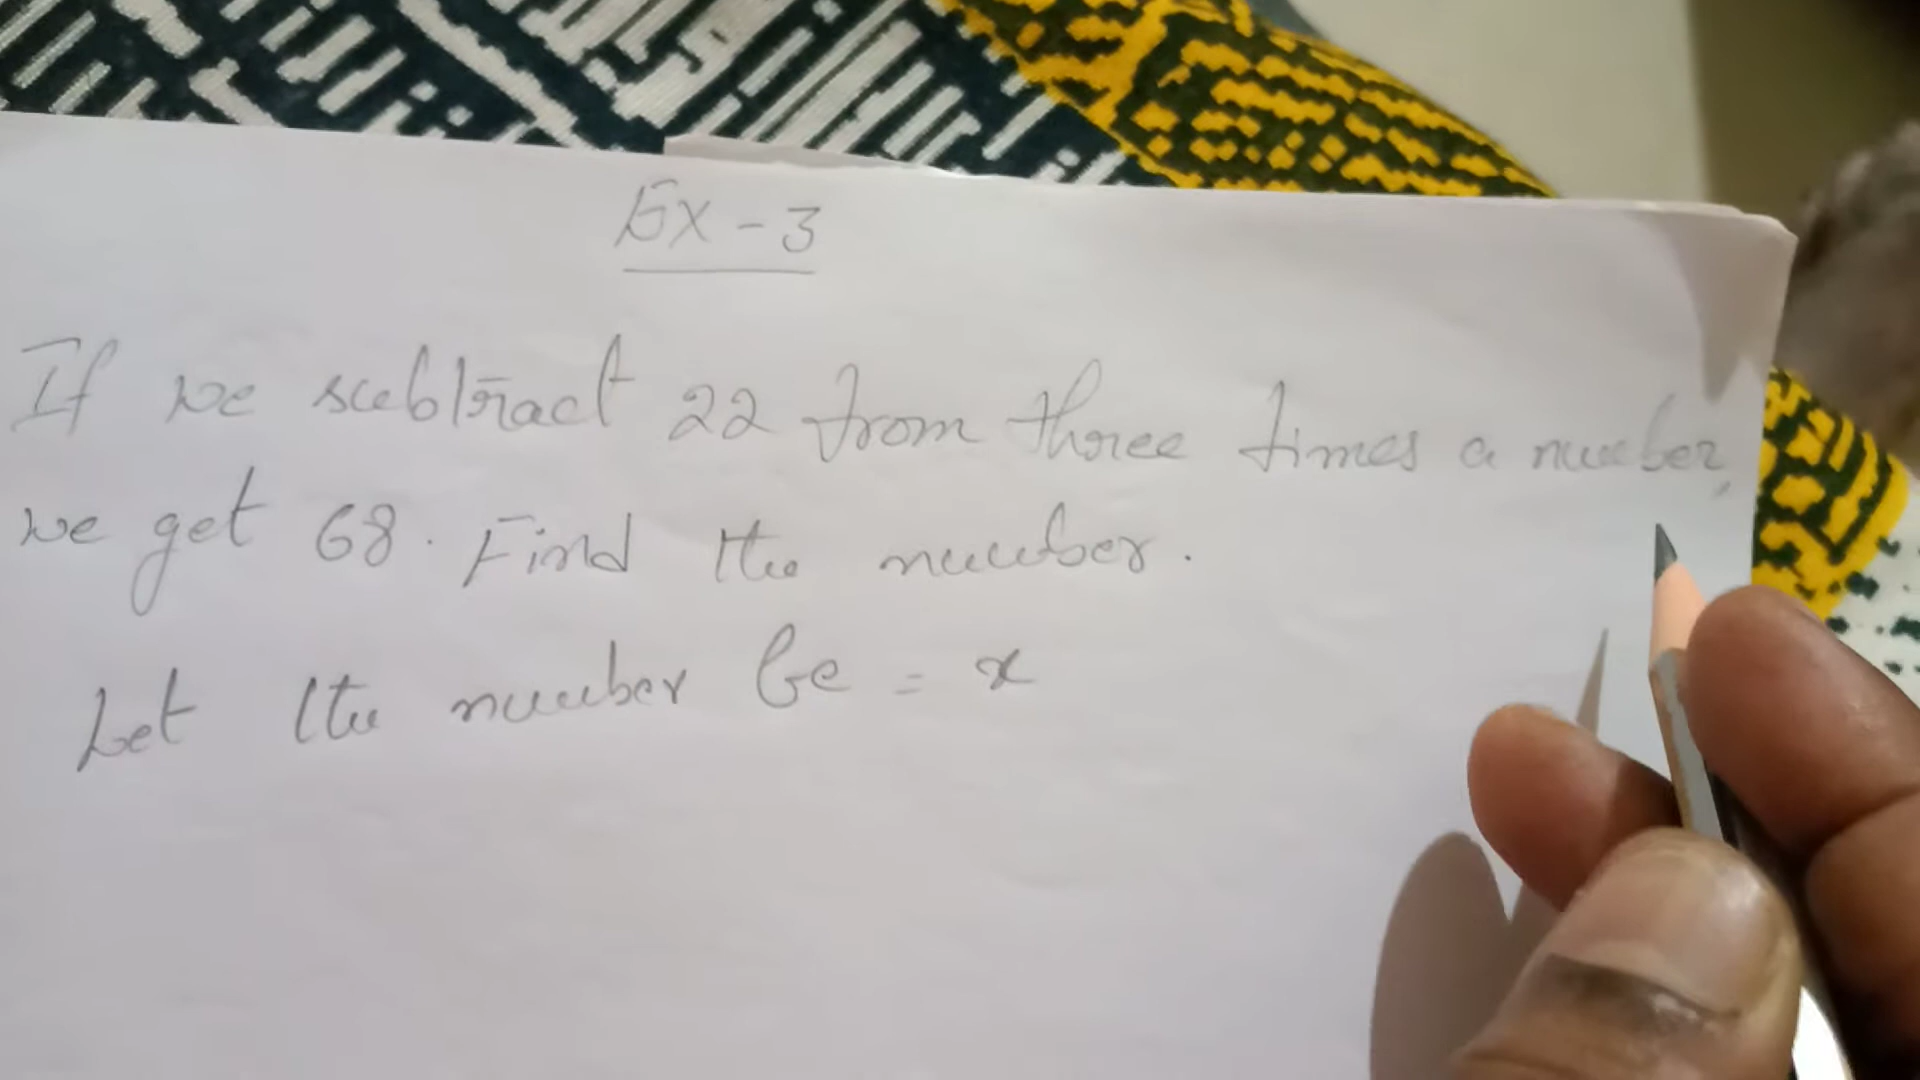 Ex - 3
If we subtract 22 from three times a number,
we get 68. Find the number.
Let the number be = x